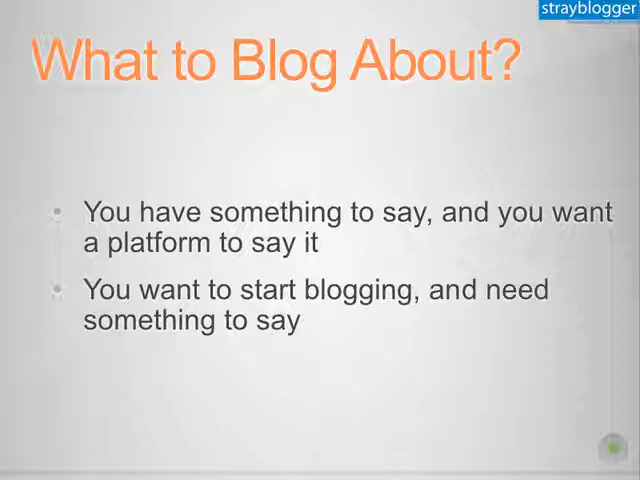 strayblogger
What to Blog About?
You have something to say, and you want
a platform to say it
You want to start blogging, and need
something to say